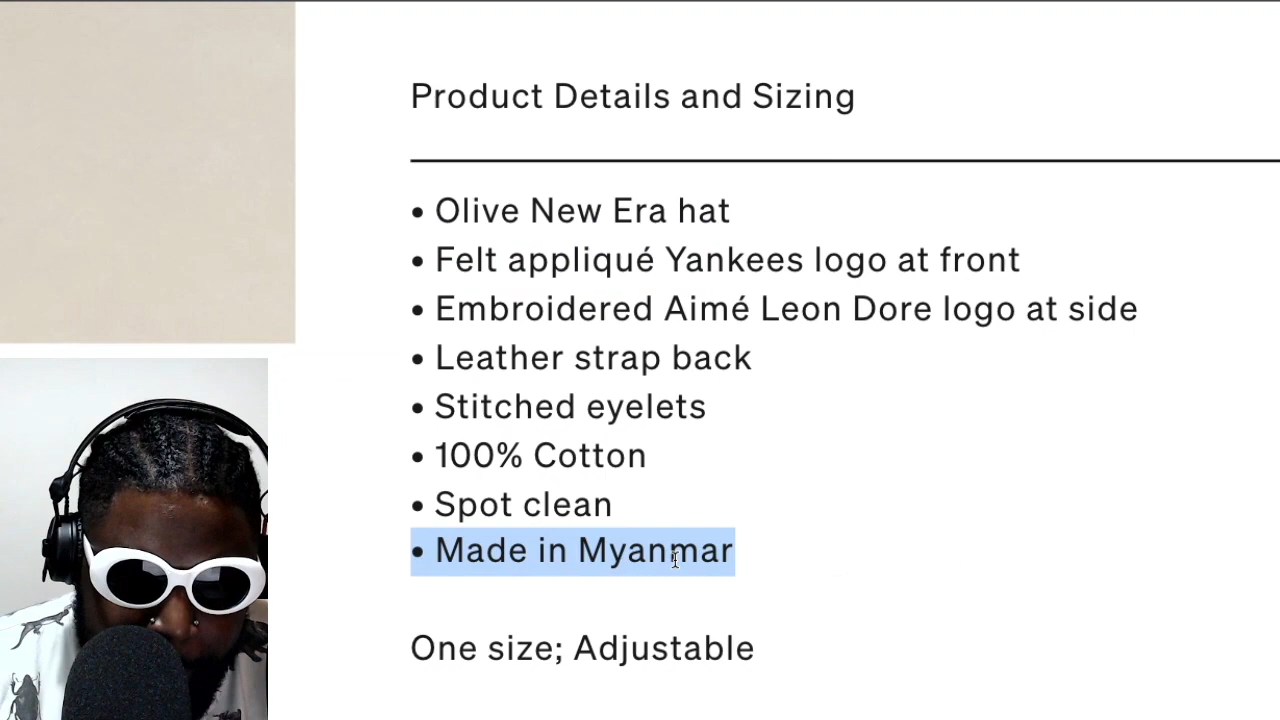 Product Details and Sizing
• Olive New Era hat
• Felt appliqué Yankees logo at front
• Embroidered Aimé Leon Dore logo at side
• Leather strap back
• Stitched eyelets
• 100% Cotton
• Spot clean
• Made in Myanmar
One size; Adjustable